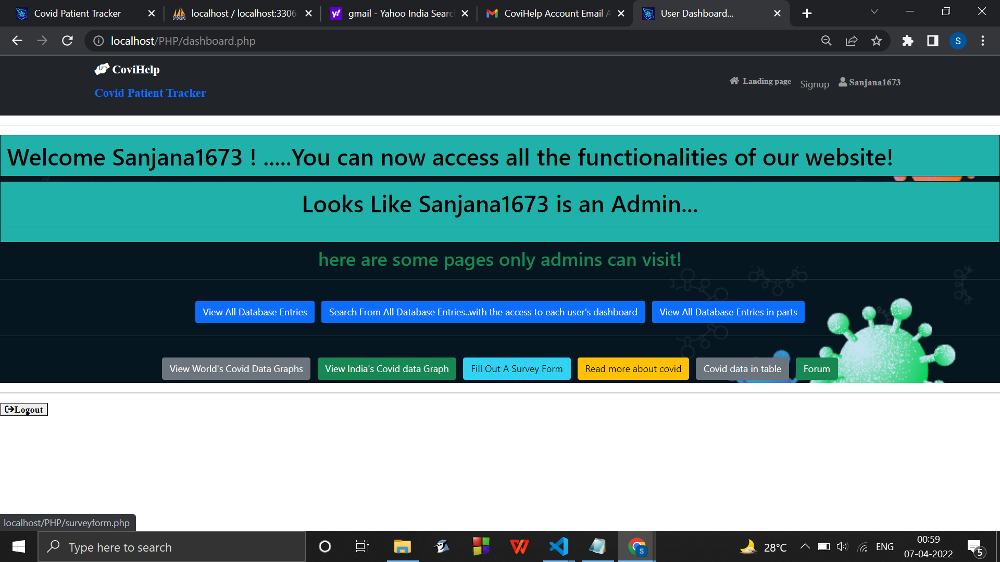 Covid Patient Tracker
localhost / localhost:3306
gmail - Yahoo India Searc
CoviHelp Account Email A
User Dashboard...
localhost/PHP/dashboard.php
S
CoviHelp
Landing page Signup Sanjana1673
Covid Patient Tracker
Welcome Sanjana1673 ! .....You can now access all the functionalities of our website!
Looks Like Sanjana1673 is an Admin...
here are some pages only admins can visit!
View All Database Entries Search From All Database Entries..with the access to each user's dashboard View All Database Entries in parts
View World's Covid Data Graphs View India's Covid data Graph Fill Out A Survey Form Read more about covid Covid data in table Forum
Logout
localhost/PHP/surveyform.php
Type here to search
28°C ENG
00:59
07-04-2022
5